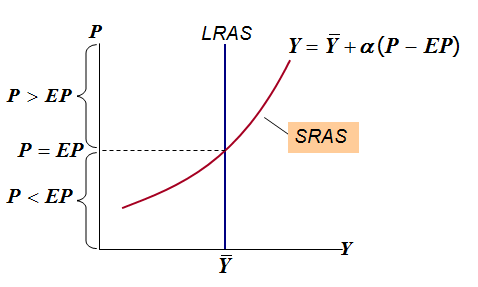 P
LRAS
Y = Ȳ + α(P − EP)
P > EP
SRAS
P = EP
P < EP
Y
Ȳ